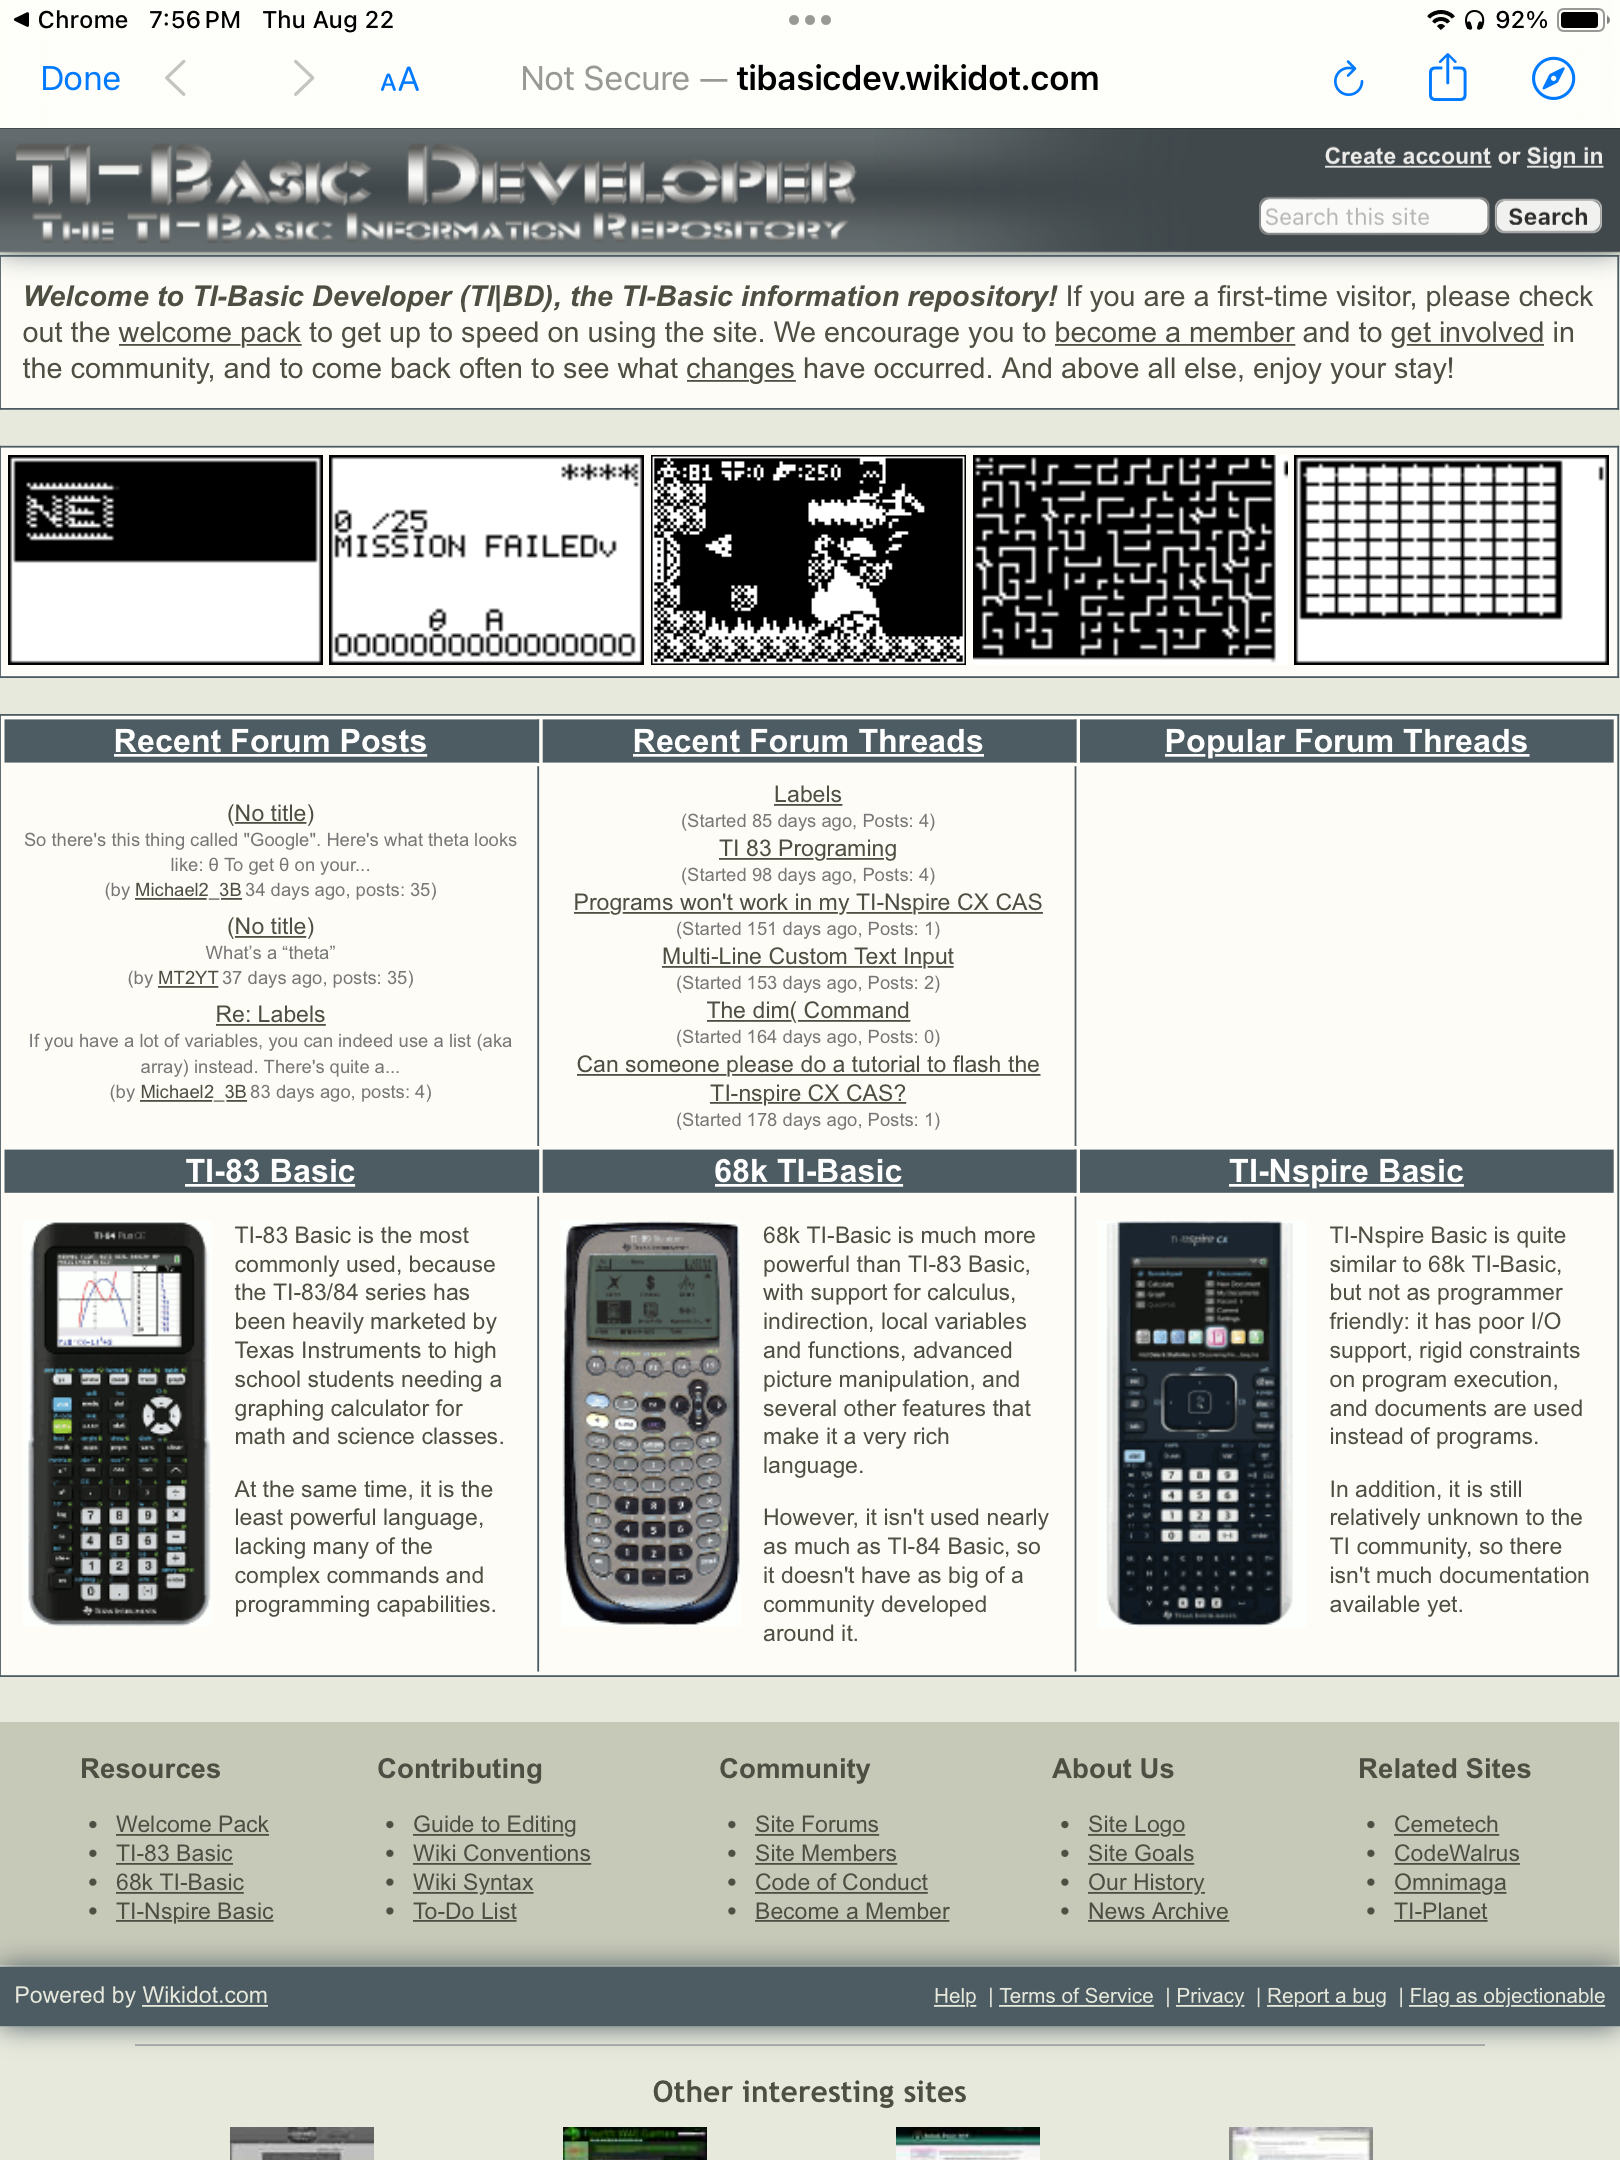 Chrome 7:56 PM Thu Aug 22
92%
Done
AA
Not Secure — tibasicdev.wikidot.com
TI-Basic Developer
The TI-Basic Information Repository
Create account or Sign in
Search this site
Search
Welcome to TI-Basic Developer (TI|BD), the TI-Basic information repository! If you are a first-time visitor, please check
out the welcome pack to get up to speed on using the site. We encourage you to become a member and to get involved in
the community, and to come back often to see what changes have occurred. And above all else, enjoy your stay!
NE
****
0 /25
MISSION FAILEDv
θ A
0000000000000000
:81 :0 :250
Recent Forum Posts
(No title)
So there's this thing called "Google". Here's what theta looks
like: θ To get θ on your...
(by Michael2_3B 34 days ago, posts: 35)
(No title)
What's a “theta”
(by MT2YT 37 days ago, posts: 35)
Re: Labels
If you have a lot of variables, you can indeed use a list (aka
array) instead. There's quite a...
(by Michael2_3B 83 days ago, posts: 4)
Recent Forum Threads
Labels
(Started 85 days ago, Posts: 4)
TI 83 Programing
(Started 98 days ago, Posts: 4)
Programs won't work in my TI-Nspire CX CAS
(Started 151 days ago, Posts: 1)
Multi-Line Custom Text Input
(Started 153 days ago, Posts: 2)
The dim( Command
(Started 164 days ago, Posts: 0)
Can someone please do a tutorial to flash the
TI-nspire CX CAS?
(Started 178 days ago, Posts: 1)
Popular Forum Threads
TI-83 Basic
TI-83 Basic is the most
commonly used, because
the TI-83/84 series has
been heavily marketed by
Texas Instruments to high
school students needing a
graphing calculator for
math and science classes.
At the same time, it is the
least powerful language,
lacking many of the
complex commands and
programming capabilities.
68k TI-Basic
68k TI-Basic is much more
powerful than TI-83 Basic,
with support for calculus,
indirection, local variables
and functions, advanced
picture manipulation, and
several other features that
make it a very rich
language.
However, it isn't used nearly
as much as TI-84 Basic, so
it doesn't have as big of a
community developed
around it.
TI-Nspire Basic
TI-Nspire Basic is quite
similar to 68k TI-Basic,
but not as programmer
friendly: it has poor I/O
support, rigid constraints
on program execution,
and documents are used
instead of programs.
In addition, it is still
relatively unknown to the
TI community, so there
isn't much documentation
available yet.
Resources
Welcome Pack
TI-83 Basic
68k TI-Basic
TI-Nspire Basic
Contributing
Guide to Editing
Wiki Conventions
Wiki Syntax
To-Do List
Community
Site Forums
Site Members
Code of Conduct
Become a Member
About Us
Site Logo
Site Goals
Our History
News Archive
Related Sites
Cemetech
CodeWalrus
Omnimaga
TI-Planet
Powered by Wikidot.com
Help | Terms of Service | Privacy | Report a bug | Flag as objectionable
Other interesting sites